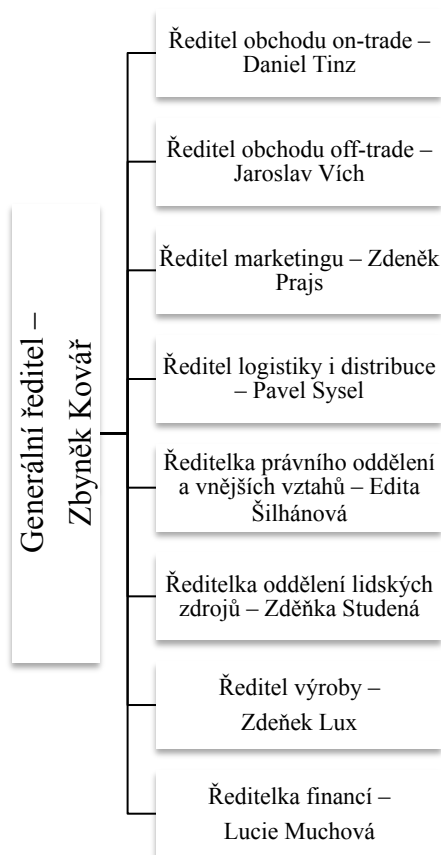 Generální ředitel –
Zbyněk Kovář
Ředitel obchodu on-trade –
Daniel Tinz
Ředitel obchodu off-trade –
Jaroslav Vích
Ředitel marketingu – Zdeněk
Prajs
Ředitel logistiky i distribuce
– Pavel Sysel
Ředitelka právního oddělení
a vnějších vztahů – Edita
Šilhánová
Ředitelka oddělení lidských
zdrojů – Zděňka Studená
Ředitel výroby –
Zdeňek Lux
Ředitelka financí –
Lucie Muchová